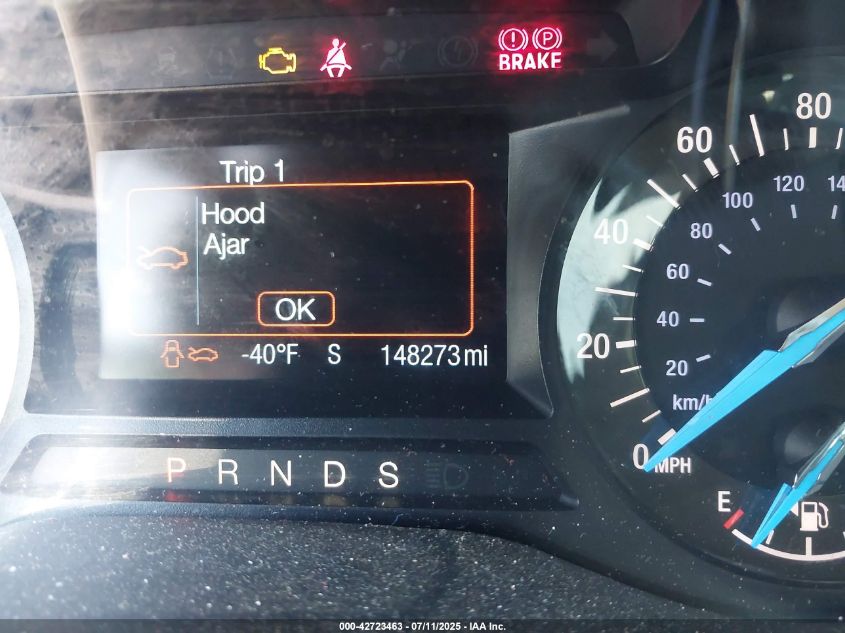 BRAKE
Trip 1
Hood
Ajar
OK
-40°F S 148273 mi
P R N D S
80
60
40
20
0 MPH
140
120
100
80
60
40
20
km/h
E
000-42723463 - 07/11/2025 - IAA Inc.